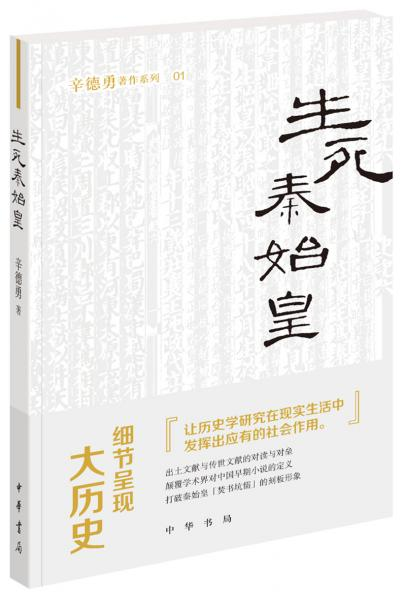 辛德勇著作系列 01
生死
秦始皇
『让历史学研究在现实生活中
发挥出应有的社会作用。』
细节呈现
大历史
出土文献与传世文献的对读与对垒
颠覆学术界对中国早期小说的定义
打破秦始皇「焚书坑儒」的刻板形象
中华书局
生死秦始皇
辛德勇 著
中华书局